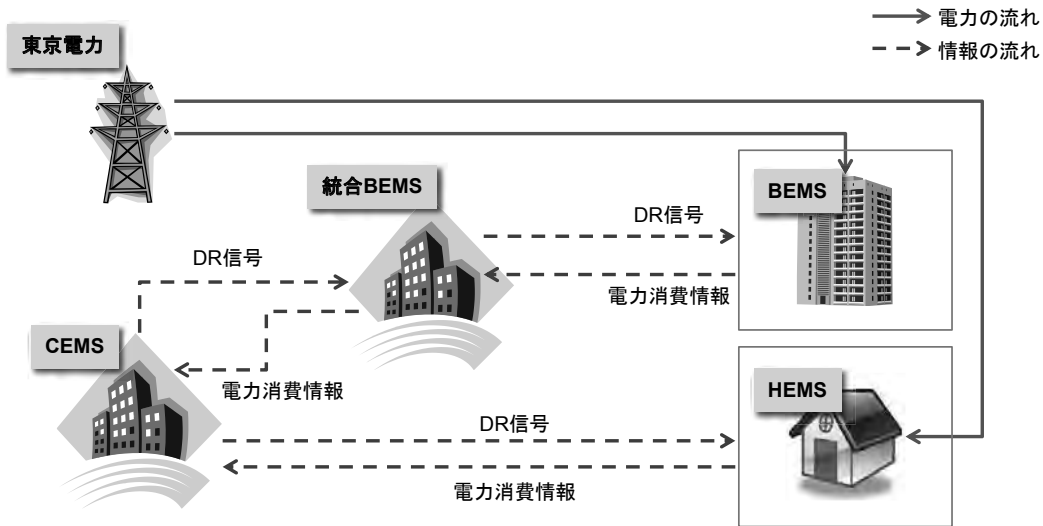 電力の流れ
情報の流れ
東京電力
統合BEMS
BEMS
DR信号
DR信号
電力消費情報
CEMS
電力消費情報
HEMS
DR信号
電力消費情報